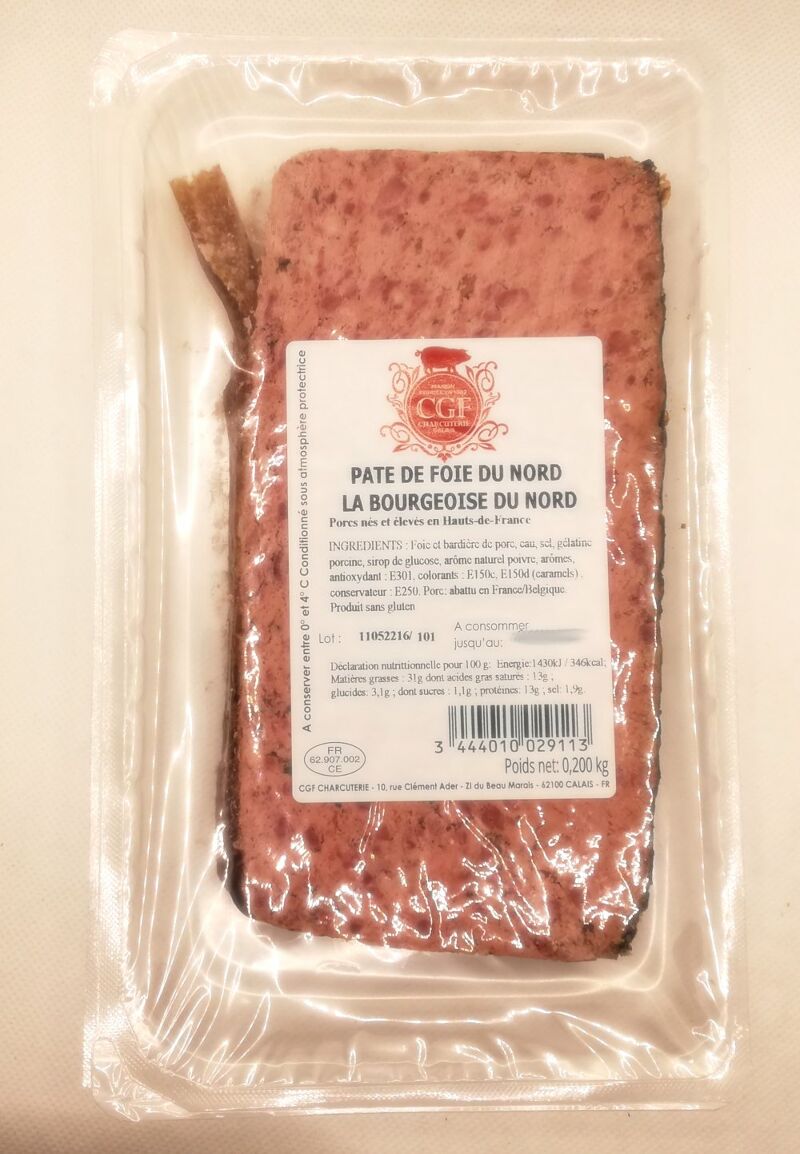 CGF
CHARCUTERIE
PATE DE FOIE DU NORD
LA BOURGEOISE DU NORD
Porcs nés et élevés en Hauts-de-France
INGREDIENTS : Foie et bardière de porc, eau, sel, gélatine
porcine, sirop de glucose, arôme naturel poivre, arômes,
antioxydant : E301, colorants : E150c, E150d (caramels).
conservateur : E250. Porc: abattu en France/Belgique.
Produit sans gluten
Lot : 11052216/ 101
A consommer
jusqu'au:
Déclaration nutritionnelle pour 100 g: Energie:1430kJ / 346kcal;
Matières grasses : 31g dont acides gras saturés : 13g ;
glucides: 3,1g ; dont sucres : 1,1g ; protéines: 13g ; sel: 1,9g.
A conserver entre 0° et 4° C Conditionné sous atmosphère protectrice
3 444010 029113
FR
62.907.002
CE
Poids net: 0,200 kg
CGF CHARCUTERIE - 10, rue Clément Ader - ZI du Beau Marais - 62100 CALAIS - FR